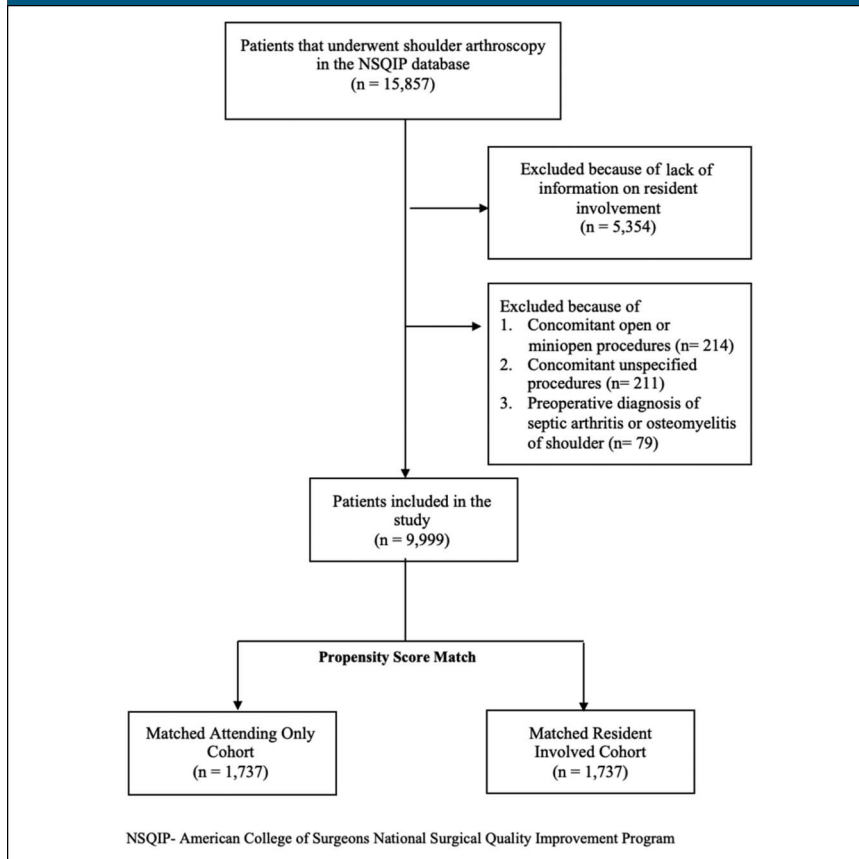 Patients that underwent shoulder arthroscopy
in the NSQIP database
(n = 15,857)
Excluded because of lack of
information on resident
involvement
(n = 5,354)
Excluded because of
1. Concomitant open or
miniopen procedures (n= 214)
2. Concomitant unspecified
procedures (n= 211)
3. Preoperative diagnosis of
septic arthritis or osteomyelitis
of shoulder (n= 79)
Patients included in the
study
(n = 9,999)
Propensity Score Match
Matched Attending Only
Cohort
(n = 1,737)
Matched Resident
Involved Cohort
(n = 1,737)
NSQIP- American College of Surgeons National Surgical Quality Improvement Program